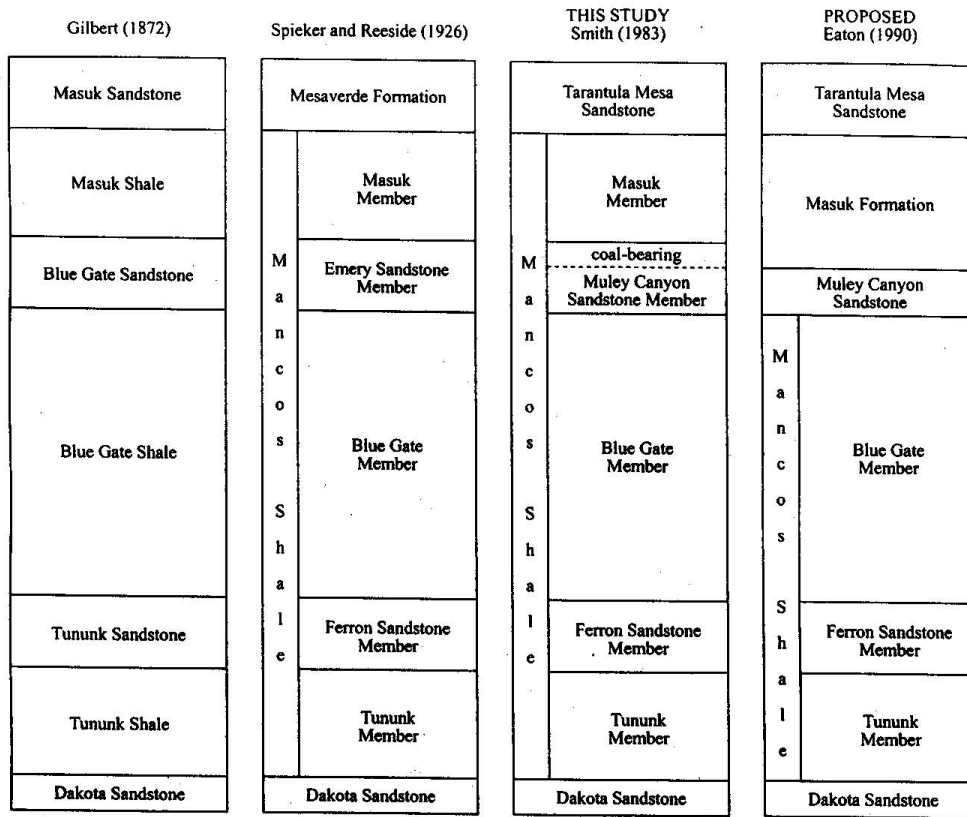 Gilbert (1872)
Masuk Sandstone
Masuk Shale
Blue Gate Sandstone
Blue Gate Shale
Tununk Sandstone
Tununk Shale
Dakota Sandstone
Spieker and Reeside (1926)
Mesaverde Formation
Mancos Shale
Masuk
Member
Emery Sandstone
Member
Blue Gate
Member
Ferron Sandstone
Member
Tununk
Member
Dakota Sandstone
THIS STUDY
Smith (1983)
Tarantula Mesa
Sandstone
Mancos Shale
Masuk
Member
coal-bearing
Muley Canyon
Sandstone Member
Blue Gate
Member
Ferron Sandstone
Member
Tununk
Member
Dakota Sandstone
PROPOSED
Eaton (1990)
Tarantula Mesa
Sandstone
Masuk Formation
Muley Canyon
Sandstone
Mancos Shale
Blue Gate
Member
Ferron Sandstone
Member
Tununk
Member
Dakota Sandstone